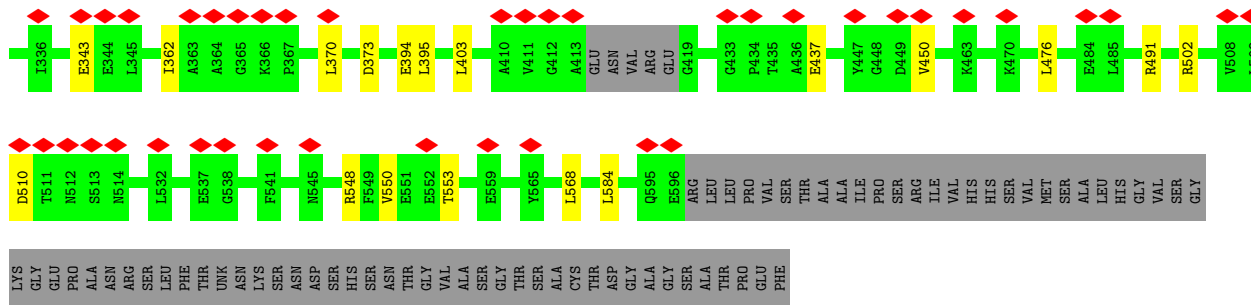 I336 E343 E344 L345 I362 A363 A364 G365 K366 P367 L370 D373 E394 L395 L403 A410 V411 G412 A413 GLU ASN VAL ARG GLU G419 G433 P434 T435 A436 E437 Y447 G448 D449 V450 K463 K470 L476 E484 L485 R491 R502 V508
D510 T511 N512 S513 N514 L532 E537 G538 F541 N545 R548 F549 V550 E551 E552 T553 E559 Y565 L568 L584 Q595 E596 ARG LEU LEU PRO VAL SER THR ALA ALA ILE PRO SER ARG ILE VAL HIS HIS SER VAL MET SER ALA LEU HIS GLY VAL SER GLY
LYS GLY GLU PRO ALA ASN ARG SER LEU PHE THR UNK ASN LYS SER ASN ASP SER HIS SER ASN THR GLY VAL ALA SER GLY THR SER ALA CYS THR ASP GLY ALA GLY SER ALA THR PRO GLU PHE